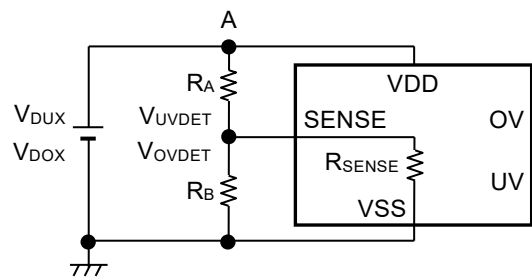 A
RA
VDD
VDUX
VUVDET
SENSE
OV
VDOX
VOVDET
RSENSE
RB
UV
VSS